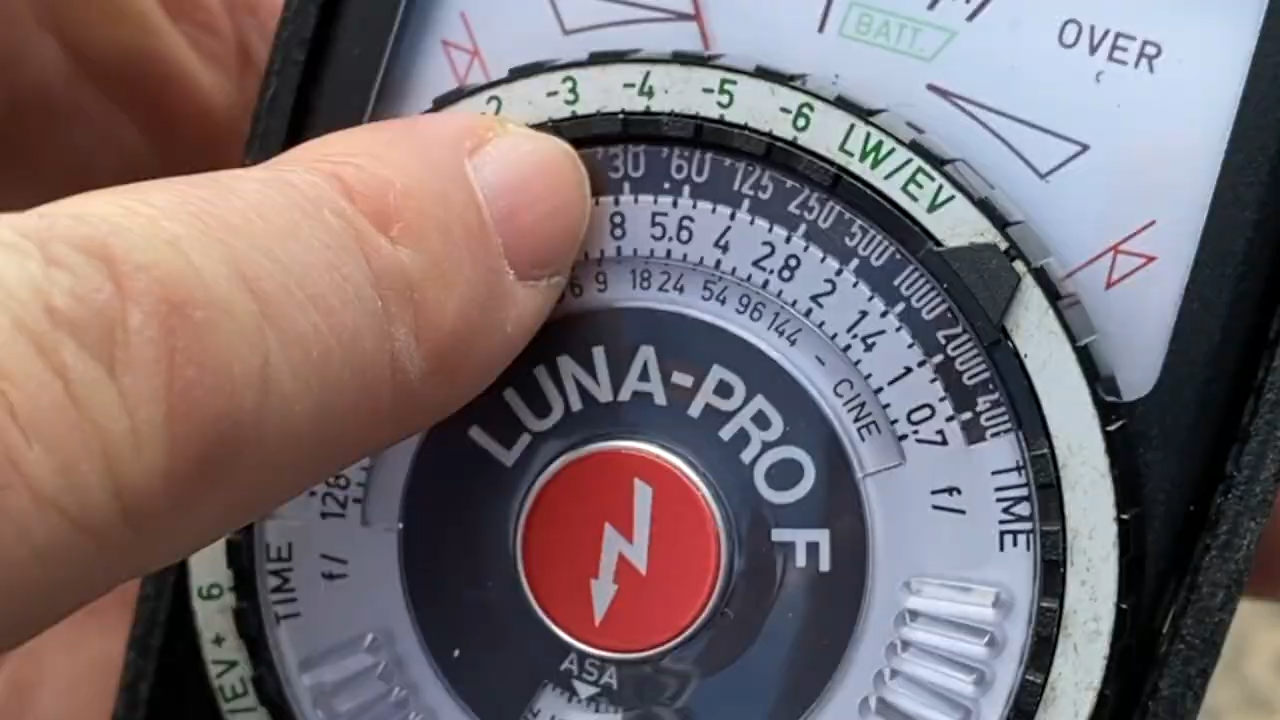 BATT.
OVER
-2 -3 -4 -5 -6 LW/EV
'30 '60 '125 '250 '500 '1000 '2000 TIME
8 5.6 4 2.8 2 1.4 1 0.7 f/
9 18 24 54 96 144 - CINE
LUNA-PRO F
128
TIME f/
/EV + 6
ASA